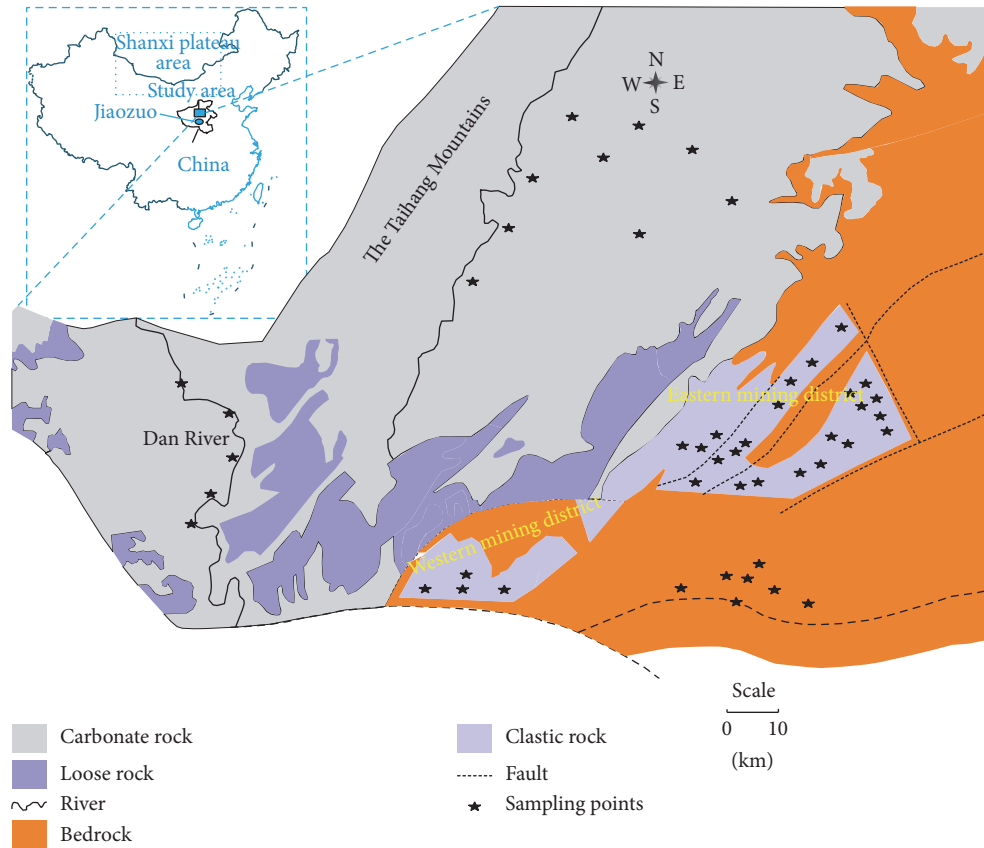 Shanxi plateau
area
Study area
Jiaozuo
China
N
W E
S
The Taihang Mountains
Dan River
Eastern mining district
Western mining district
Scale
0 10
(km)
Carbonate rock
Loose rock
River
Bedrock
Clastic rock
Fault
Sampling points